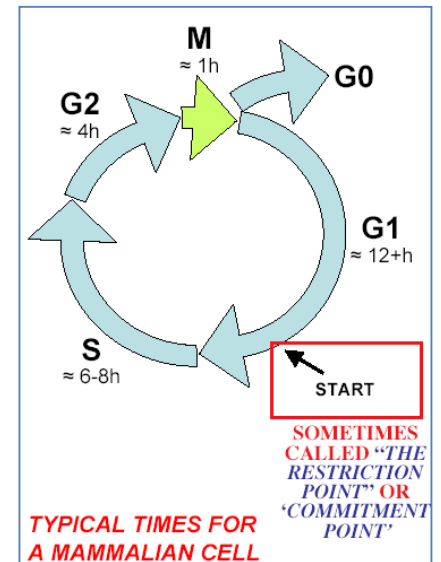 M
≈ 1h
G0
G2
≈ 4h
G1
≈ 12+h
S
≈ 6-8h
START
SOMETIMES
CALLED “THE
RESTRICTION
POINT” OR
‘COMMITMENT
POINT’
TYPICAL TIMES FOR
A MAMMALIAN CELL